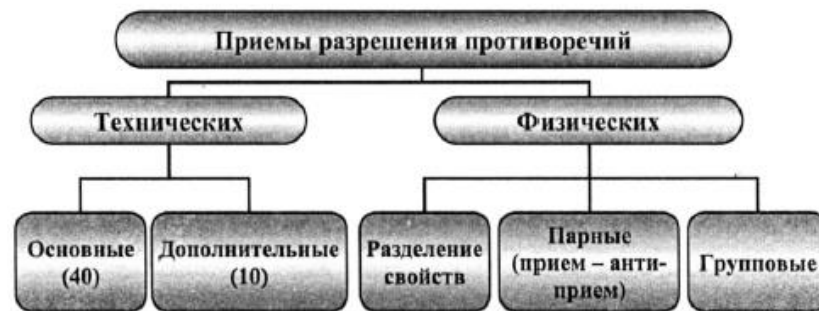 Приемы разрешения противоречий
Технических
Физических
Основные
(40)
Дополнительные
(10)
Разделение
свойств
Парные
(прием – анти-
прием)
Групповые